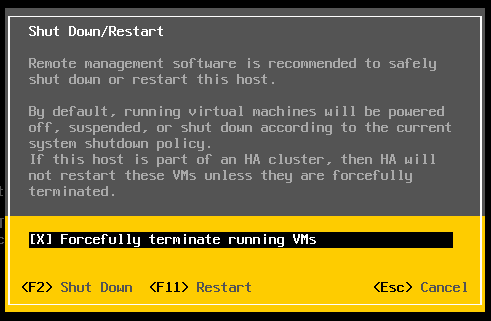 Shut Down/Restart
Remote management software is recommended to safely
shut down or restart this host.
By default, running virtual machines will be powered
off, suspended, or shut down according to the current
system shutdown policy.
If this host is part of an HA cluster, then HA will
not restart these VMs unless they are forcefully
terminated.
[X] Forcefully terminate running VMs
<F2> Shut Down <F11> Restart <Esc> Cancel